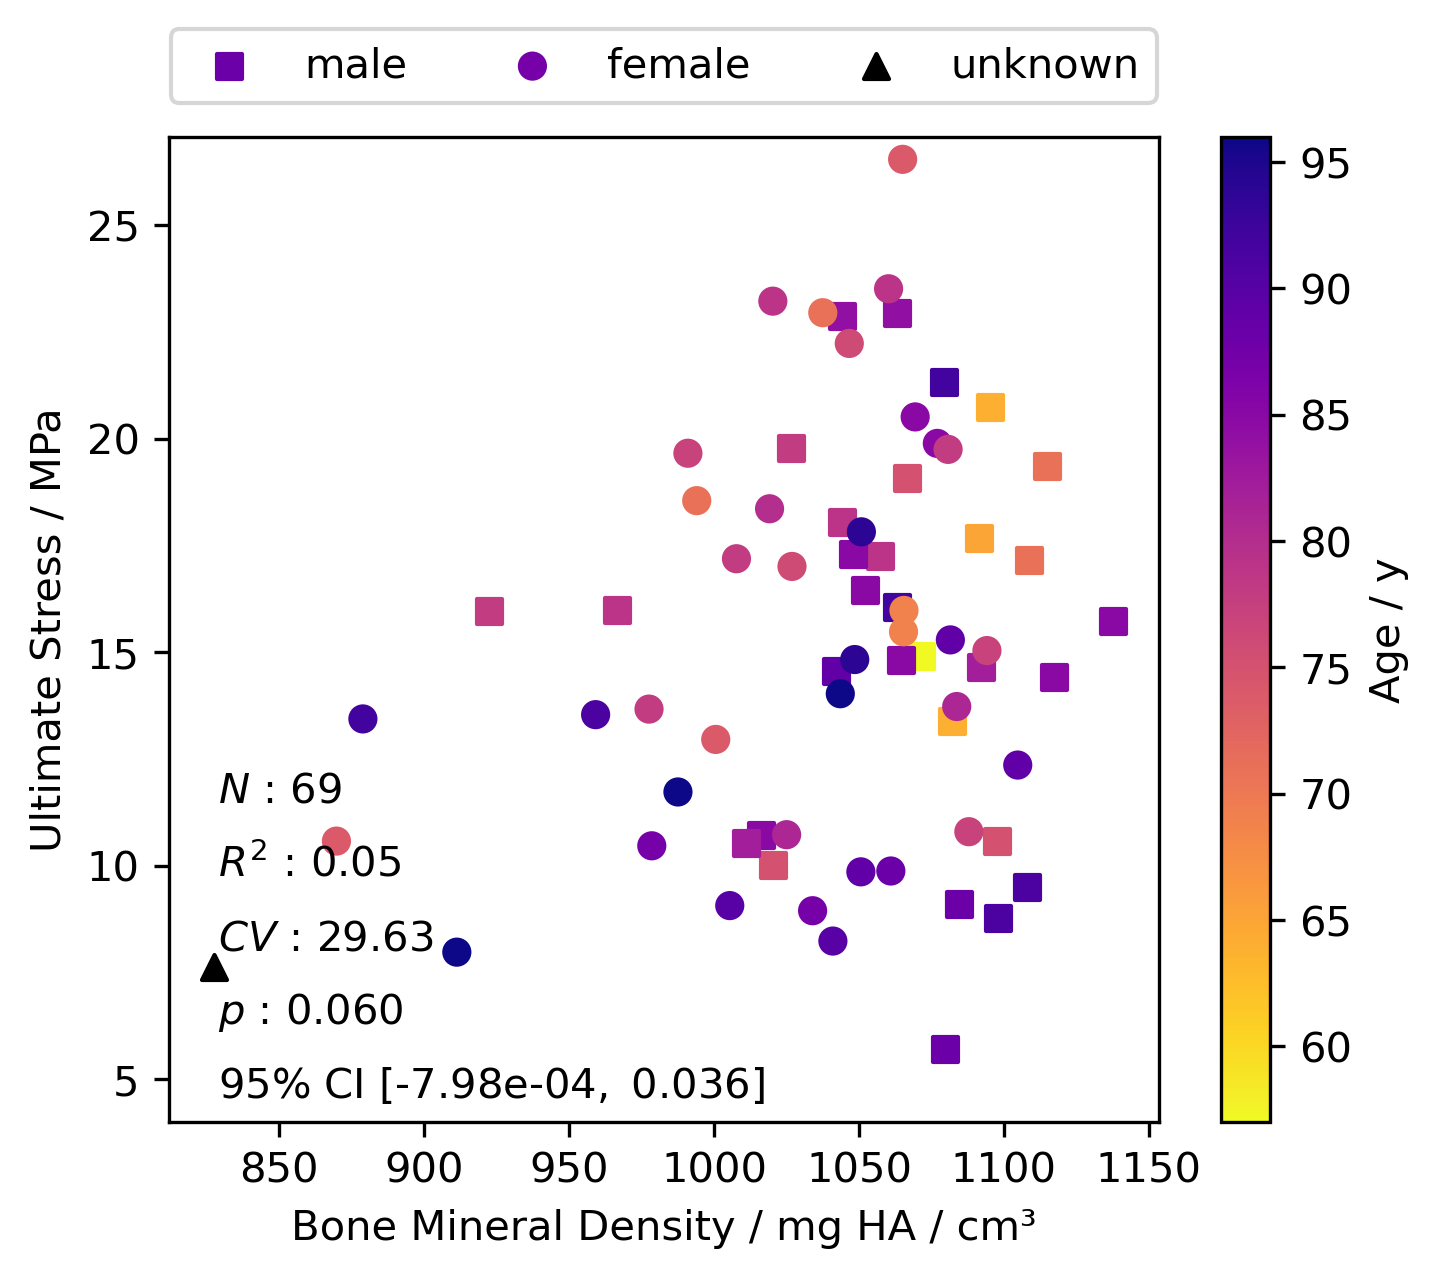 male female unknown
25
20
15
10
5
Ultimate Stress / MPa
N : 69
R² : 0.05
CV : 29.63
p : 0.060
95% CI [-7.98e-04, 0.036]
850 900 950 1000 1050 1100 1150
Bone Mineral Density / mg HA / cm³
95
90
85
80
75
70
65
60
Age / y